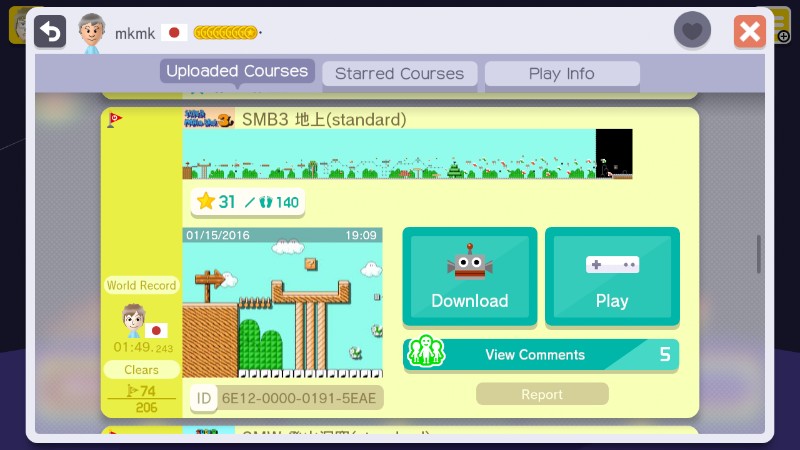 mkmk
Uploaded Courses
Starred Courses
Play Info
SMB3 地上(standard)
31 / 140
01/15/2016 19:09
World Record
01:49.243
Clears
74
206
Download
Play
View Comments 5
ID 6E12-0000-0191-5EAE
Report